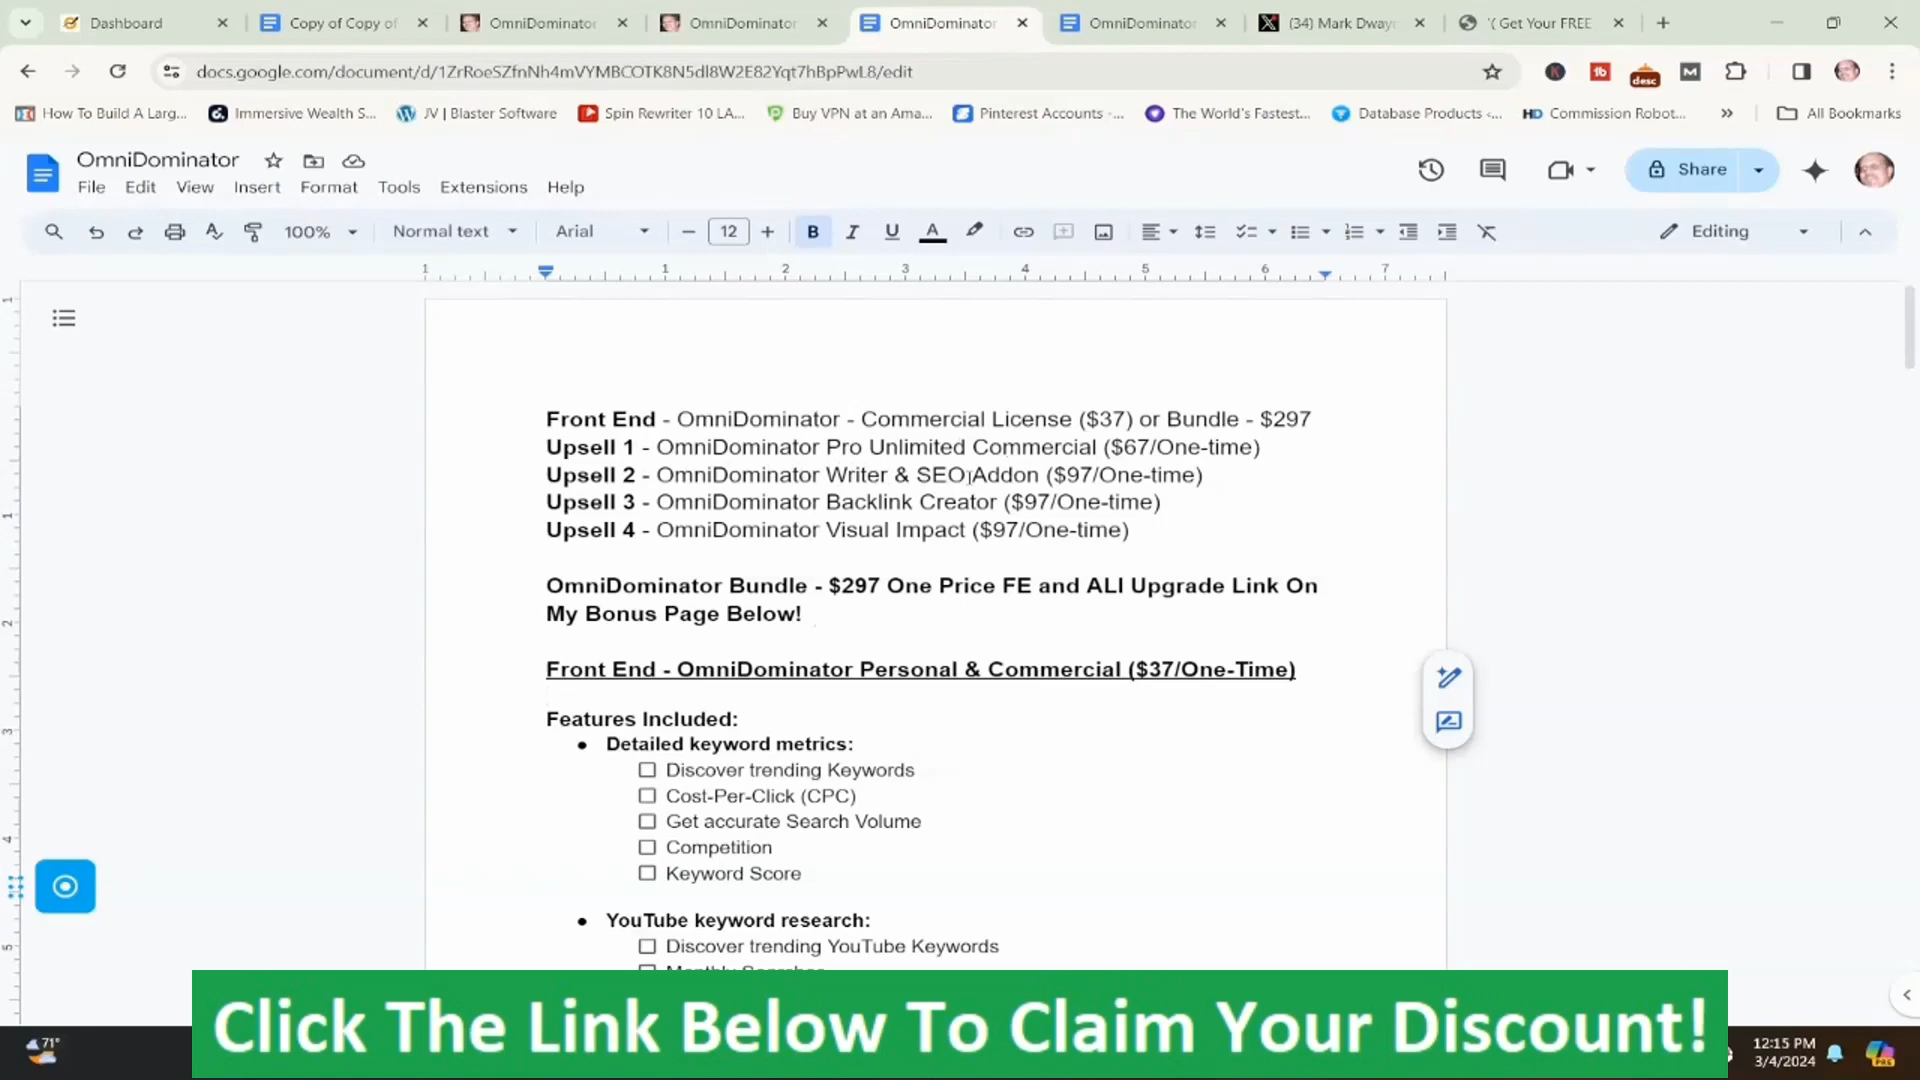 Dashboard
Copy of Copy of
OmniDominator
OmniDominator
OmniDominator
OmniDominator
(34) Mark Dway
'( Get Your FREE
docs.google.com/document/d/1ZrRoeSZfnNh4mVYMBCOTK8N5dl8W2E82Yqt7hBpPwL8/edit
How To Build A Larg...
Immersive Wealth S...
JV | Blaster Software
Spin Rewriter 10 LA...
Buy VPN at an Ama...
Pinterest Accounts -...
The World's Fastest...
Database Products <...
HD Commission Robot...
All Bookmarks
OmniDominator
File Edit View Insert Format Tools Extensions Help
Share
100% Normal text Arial 12 B I U A Editing
1 1 2 3 4 5 6 7
Front End - OmniDominator - Commercial License ($37) or Bundle - $297
Upsell 1 - OmniDominator Pro Unlimited Commercial ($67/One-time)
Upsell 2 - OmniDominator Writer & SEO Addon ($97/One-time)
Upsell 3 - OmniDominator Backlink Creator ($97/One-time)
Upsell 4 - OmniDominator Visual Impact ($97/One-time)
OmniDominator Bundle - $297 One Price FE and ALl Upgrade Link On
My Bonus Page Below!
Front End - OmniDominator Personal & Commercial ($37/One-Time)
Features Included:
● Detailed keyword metrics:
☐ Discover trending Keywords
☐ Cost-Per-Click (CPC)
☐ Get accurate Search Volume
☐ Competition
☐ Keyword Score
● YouTube keyword research:
☐ Discover trending YouTube Keywords
Click The Link Below To Claim Your Discount!
71°
12:15 PM
3/4/2024